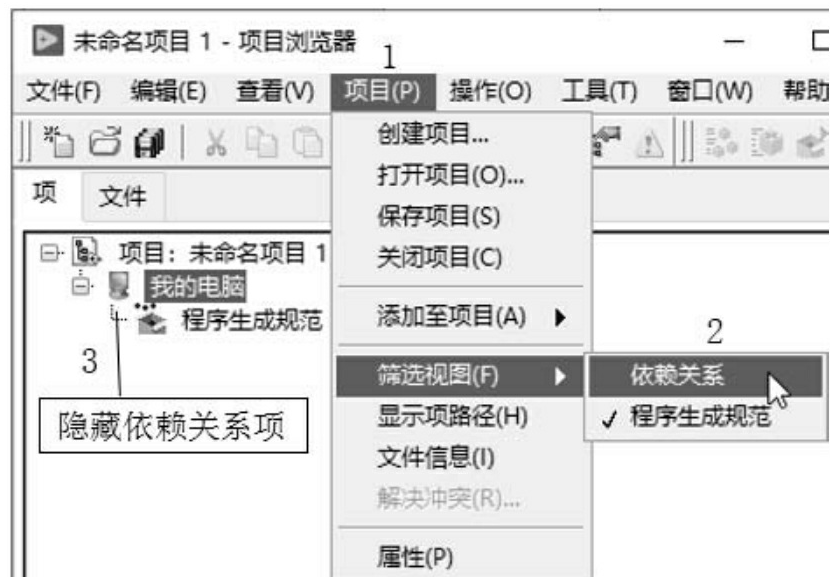 未命名项目 1 - 项目浏览器
1
文件(F) 编辑(E) 查看(V) 项目(P) 操作(O) 工具(T) 窗口(W) 帮助
创建项目...
打开项目(O)...
保存项目(S)
关闭项目(C)
添加至项目(A)
筛选视图(F)
显示项路径(H)
文件信息(I)
解决冲突(R)...
属性(P)
2
依赖关系
✓ 程序生成规范
项 文件
项目：未命名项目 1
我的电脑
程序生成规范
3
隐藏依赖关系项